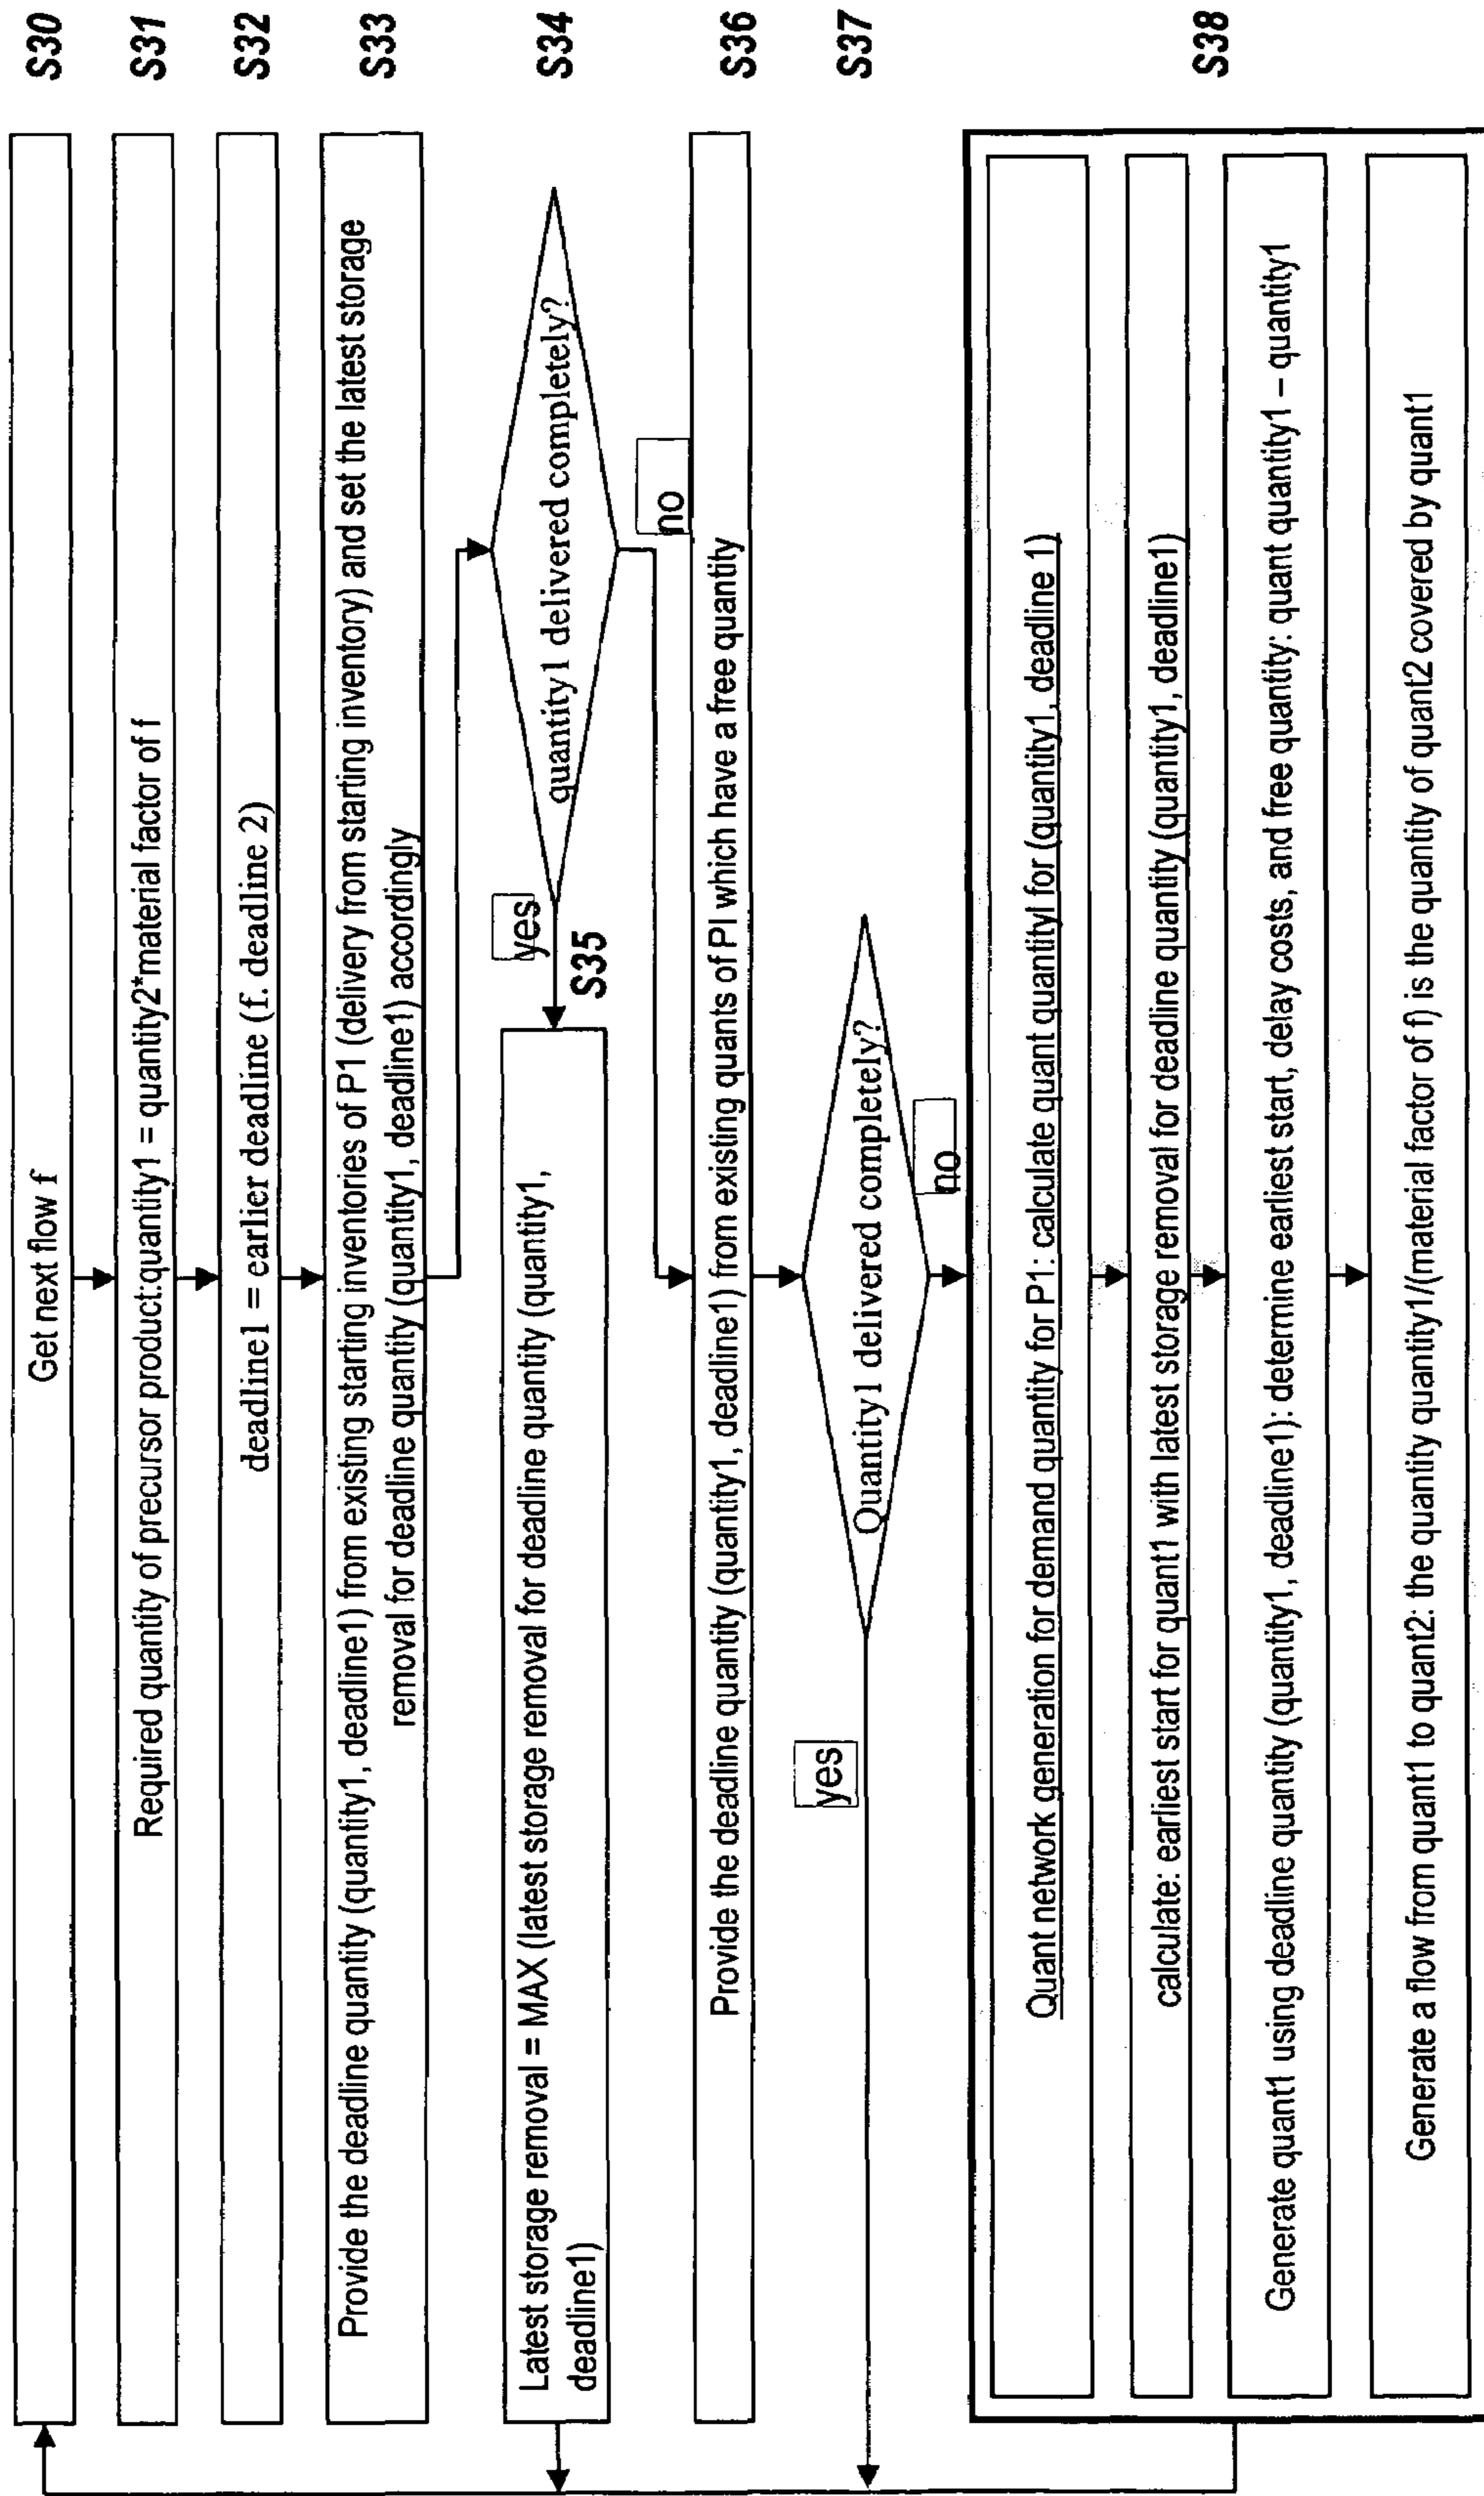 Get next flow f
S30
Required quantity of precursor product:quantity1 = quantity2*material factor of f
S31
deadline1 = earlier deadline (f. deadline 2)
S32
Provide the deadline quantity (quantity1, deadline1) from existing starting inventories of P1 (delivery from starting inventory) and set the latest storage
removal for deadline quantity (quantity1, deadline1) accordingly
S33
quantity1 delivered completely?
S34
yes
S35
Latest storage removal = MAX (latest storage removal for deadline quantity (quantity1,
deadline1)
no
Provide the deadline quantity (quantity1, deadline1) from existing quants of PI which have a free quantity
S36
Quantity1 delivered completely?
S37
yes
no
Quant network generation for demand quantity for P1: calculate quant quantityl for (quantity1, deadline 1)
calculate: earliest start for quant1 with latest storage removal for deadline quantity (quantity1, deadline1)
S38
Generate quant1 using deadline quantity (quantity1, deadline1): determine earliest start, delay costs, and free quantity: quant quantity1 – quantity1
Generate a flow from quant1 to quant2: the quantity quantity1/(material factor of f) is the quantity of quant2 covered by quant1